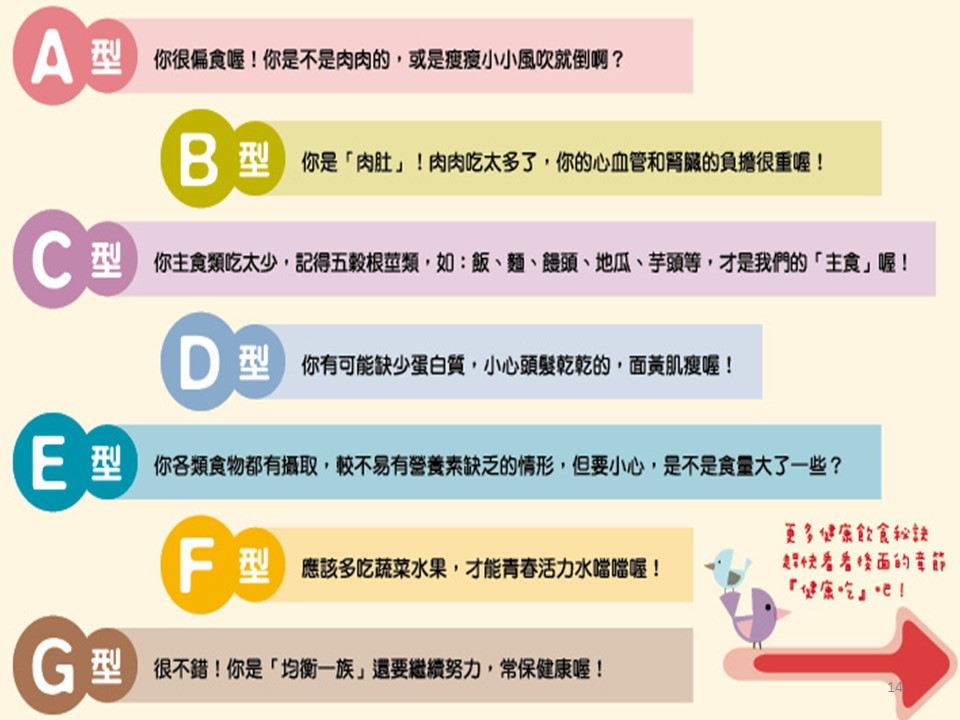 A型 你很偏食喔！你是不是肉肉的，或是瘦瘦小小風吹就倒啊？
B型 你是「肉肚」！肉肉吃太多了，你的心血管和腎臟的負擔很重喔！
C型 你主食類吃太少，記得五穀根莖類，如：飯、麵、饅頭、地瓜、芋頭等，才是我們的「主食」喔！
D型 你有可能缺少蛋白質，小心頭髮乾乾的，面黃肌瘦喔！
E型 你各類食物都有攝取，較不易有營養素缺乏的情形，但要小心，是不是食量大了一些？
F型 應該多吃蔬菜水果，才能青春活力水噹噹喔！
更多健康飲食秘訣
趕快看看後面的章節
『健康吃』吧！
G型 很不錯！你是「均衡一族」還要繼續努力，常保健康喔！
14